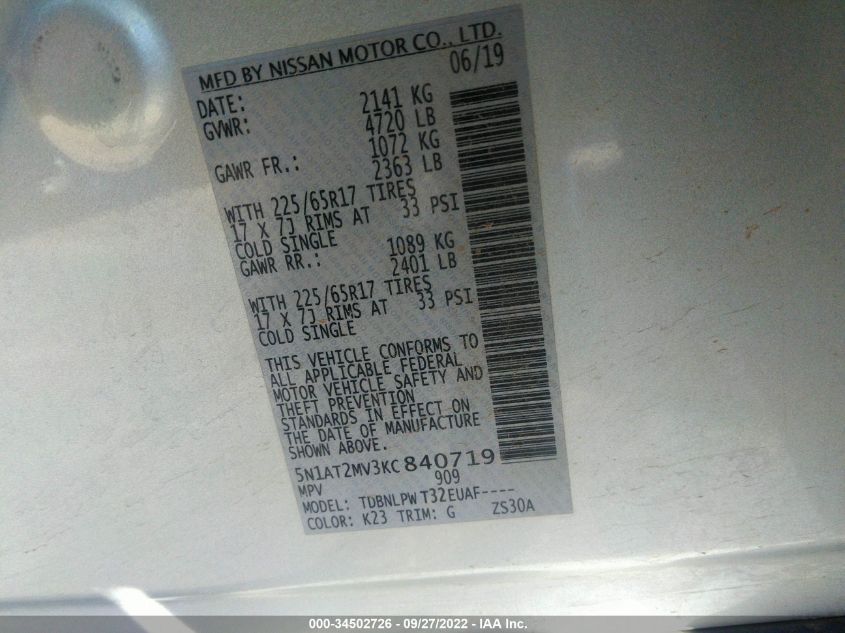 MFD BY NISSAN MOTOR CO., LTD.
DATE: 06/19
GVWR: 2141 KG
4720 LB
GAWR FR.: 1072 KG
2363 LB
WITH 225/65R17 TIRES
17 X 7J RIMS AT 33 PSI
COLD SINGLE
GAWR RR.: 1089 KG
2401 LB
WITH 225/65R17 TIRES
17 X 7J RIMS AT 33 PSI
COLD SINGLE
THIS VEHICLE CONFORMS TO
ALL APPLICABLE FEDERAL
MOTOR VEHICLE SAFETY AND
THEFT PREVENTION
STANDARDS IN EFFECT ON
THE DATE OF MANUFACTURE
SHOWN ABOVE.
5N1AT2MV3KC840719
MPV 909
MODEL: TDBNLPW T32EUAF----
COLOR: K23 TRIM: G ZS30A
000-34502726 - 09/27/2022 - IAA Inc.